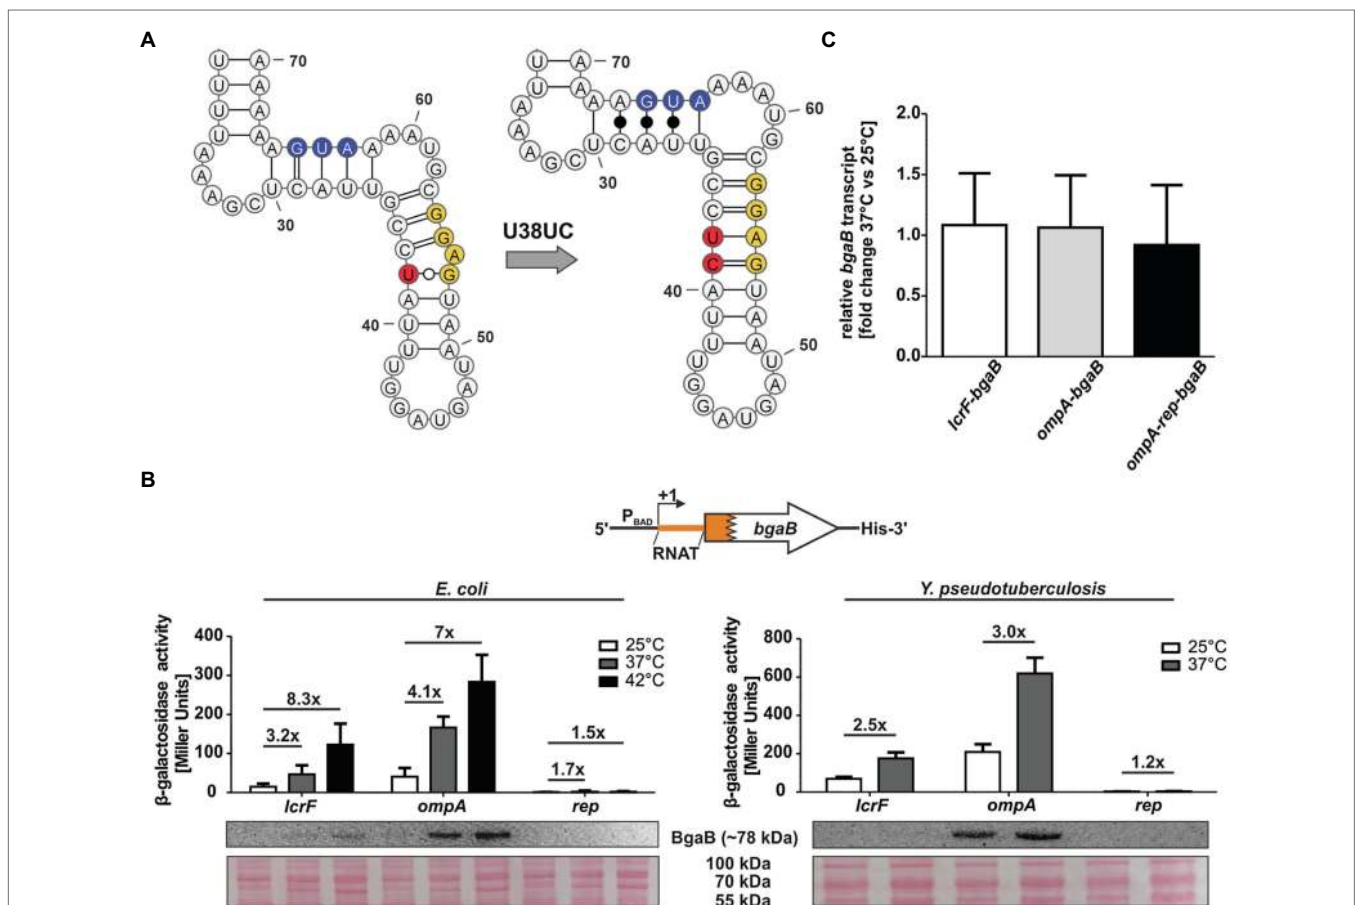 A
C
70
60
30
40
50
U38UC
70
60
30
40
50
relative bgaB transcript
[fold change 37°C vs 25°C]
2.0
1.5
1.0
0.5
0.0
lcrF-bgaB
ompA-bgaB
ompA-rep-bgaB
B
+1
5' PBAD bgaB His-3'
RNAT
E. coli
β-galactosidase activity
[Miller Units]
400
300
200
100
0
7x
8.3x
4.1x
3.2x
1.5x
1.7x
25°C
37°C
42°C
lcrF ompA rep
Y. pseudotuberculosis
β-galactosidase activity
[Miller Units]
800
600
400
200
0
3.0x
2.5x
1.2x
25°C
37°C
lcrF ompA rep
BgaB (~78 kDa)
100 kDa
70 kDa
55 kDa